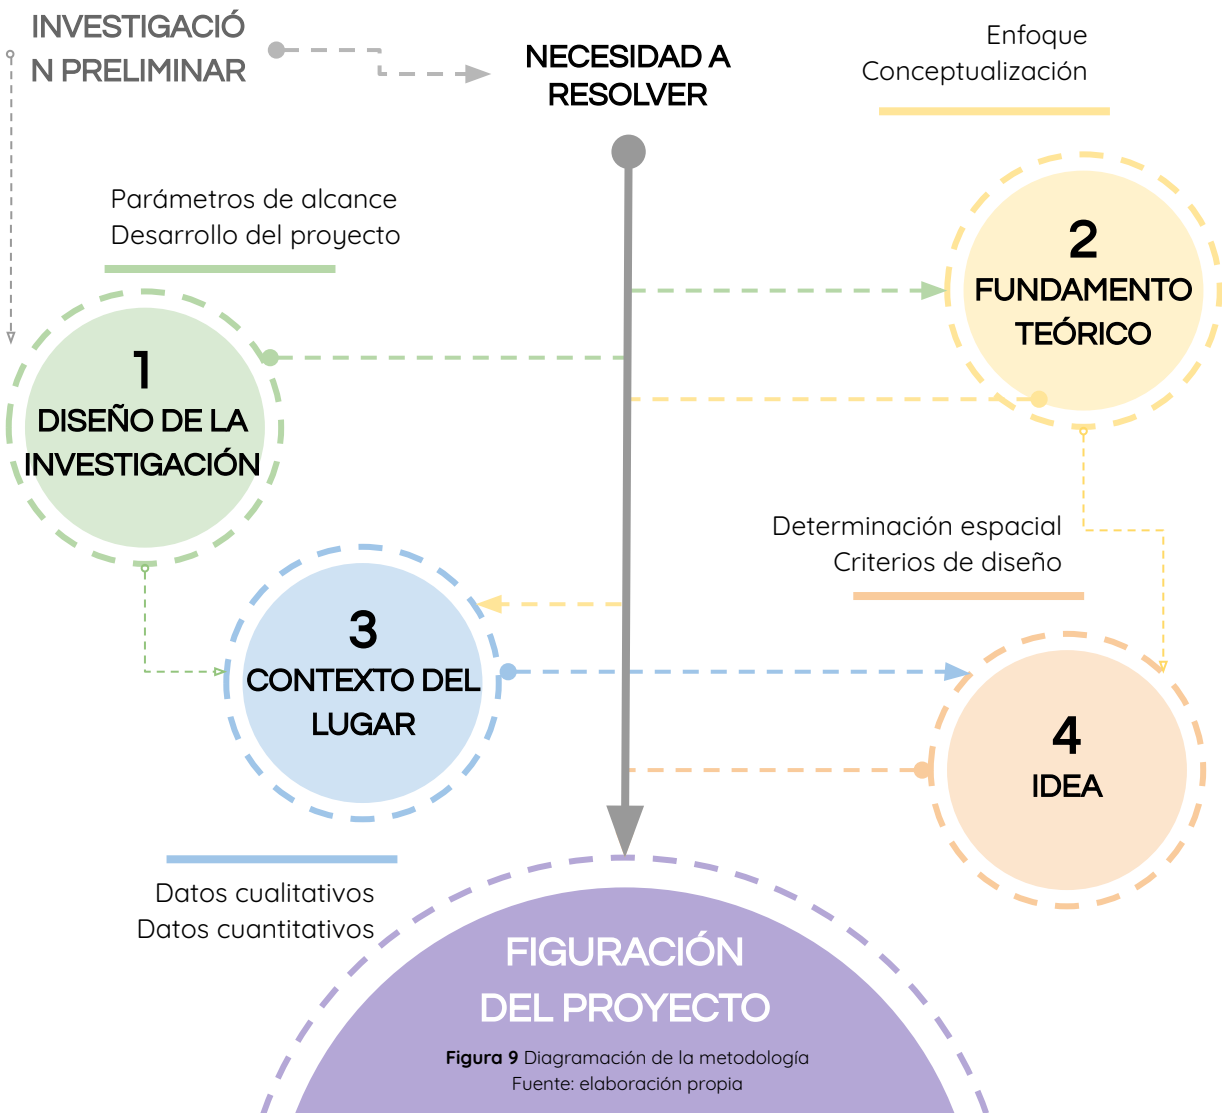 INVESTIGACIÓ
N PRELIMINAR
NECESIDAD A
RESOLVER
Enfoque
Conceptualización
Parámetros de alcance
Desarrollo del proyecto
2
FUNDAMENTO
TEÓRICO
1
DISEÑO DE LA
INVESTIGACIÓN
Determinación espacial
Criterios de diseño
3
CONTEXTO DEL
LUGAR
4
IDEA
Datos cualitativos
Datos cuantitativos
FIGURACIÓN
DEL PROYECTO
Figura 9 Diagramación de la metodología
Fuente: elaboración propia